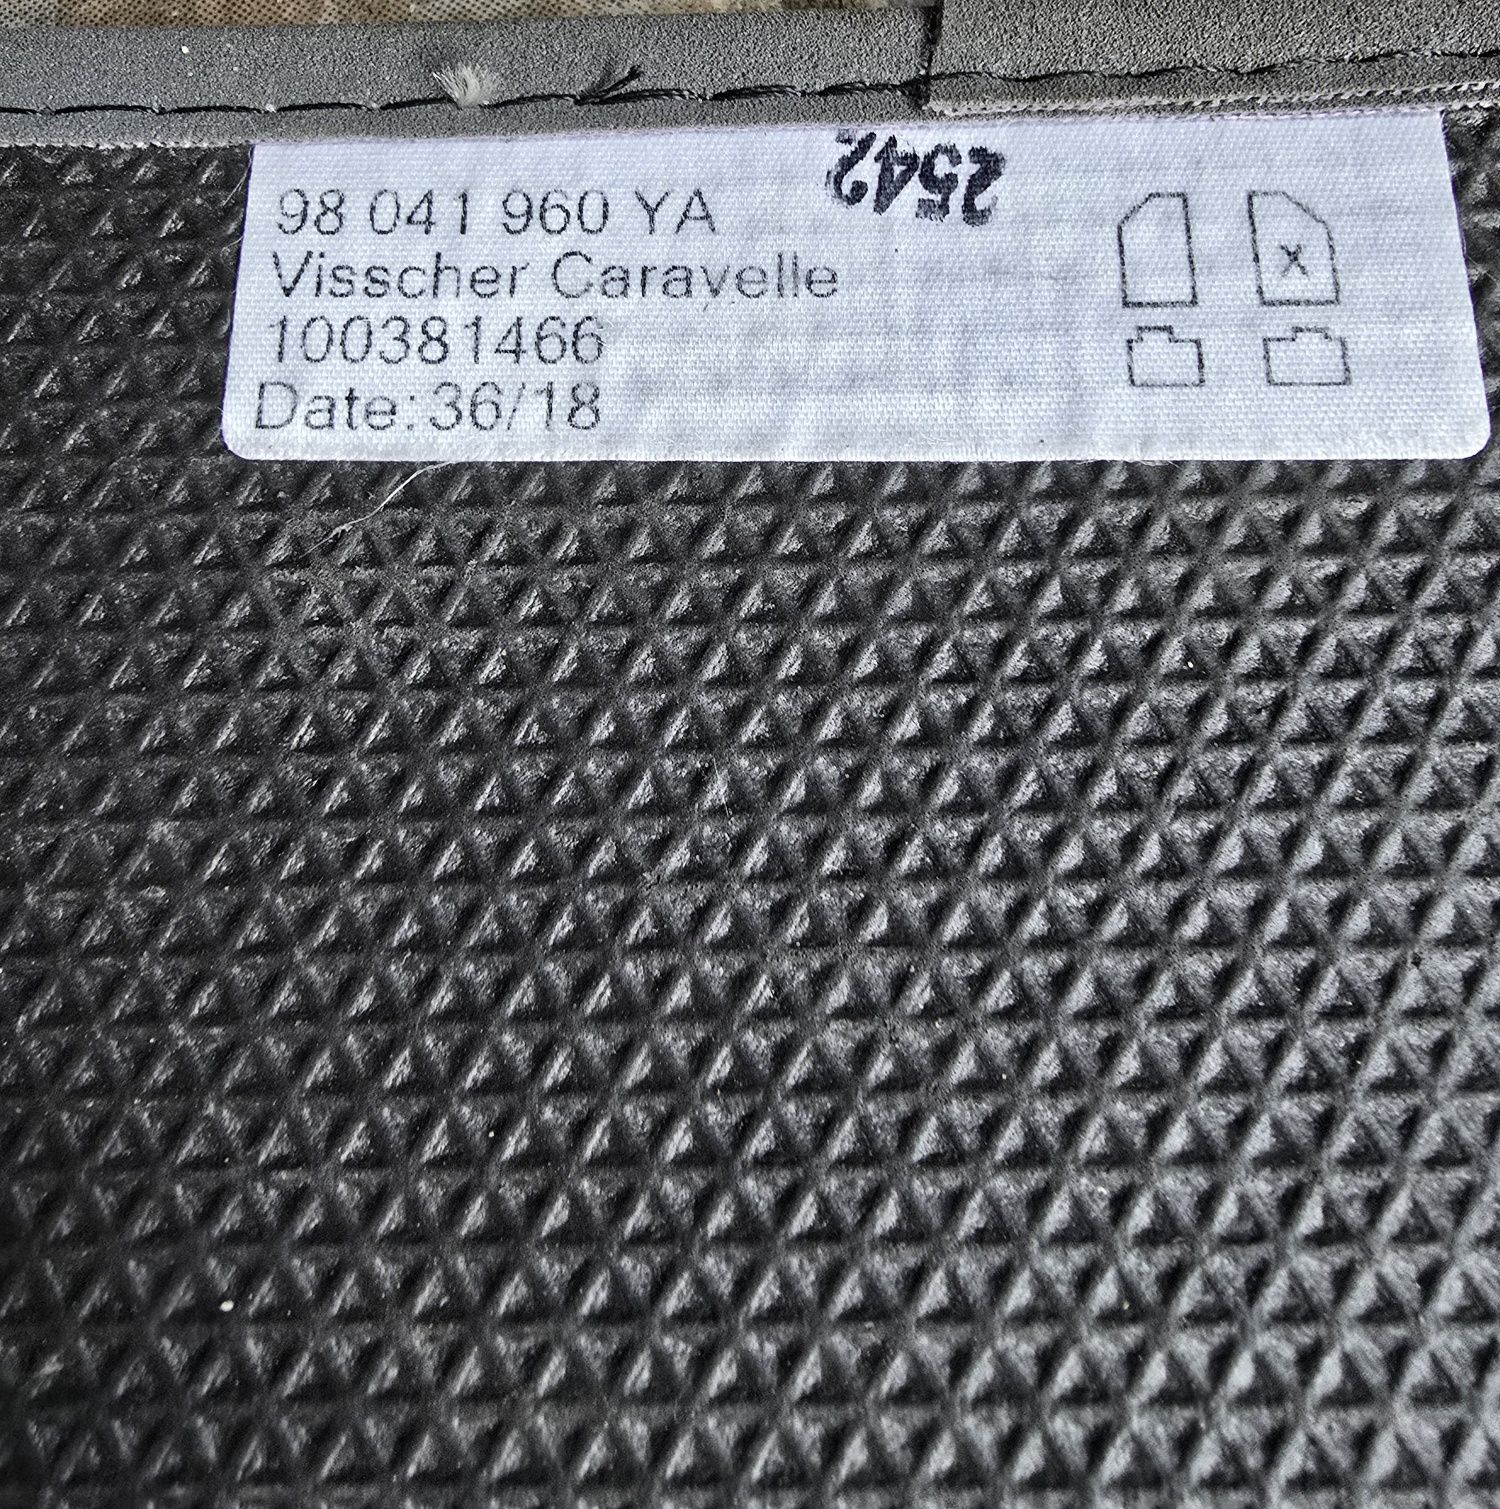 2542
98 041 960 YA
Visscher Caravelle
100381466
Date: 36/18
X